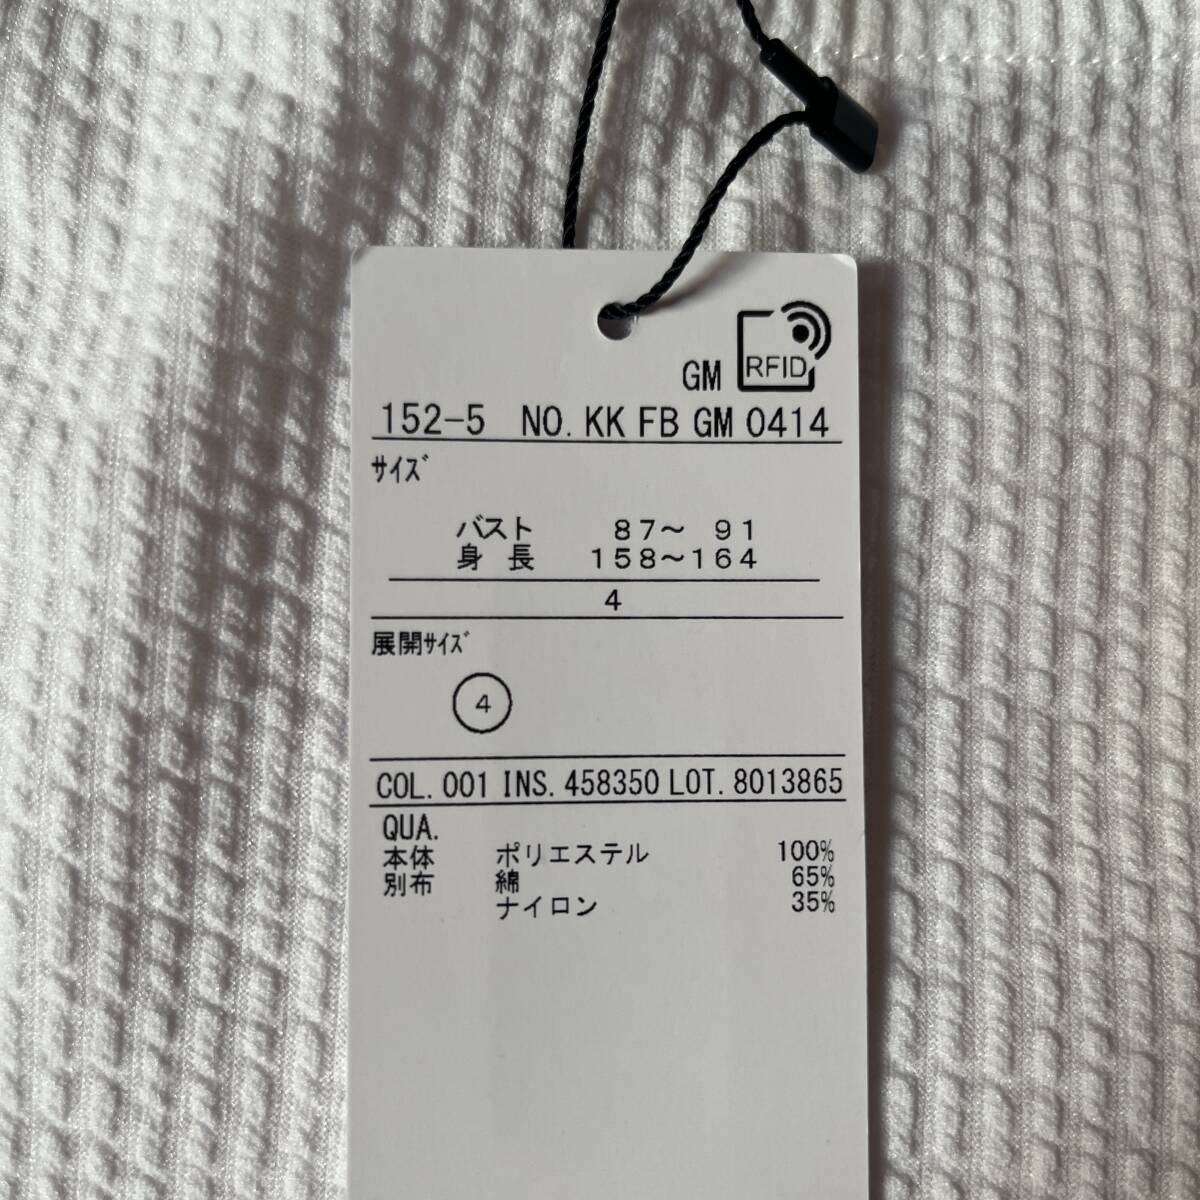 GM RFID
152-5 NO. KK FB GM 0414
ｻｲｽﾞ
バスト 87〜 91
身 長 158〜164
4
展開ｻｲｽﾞ
4
COL. 001 INS. 458350 LOT. 8013865
QUA.
本体 ポリエステル 100%
別布 綿 65%
ナイロン 35%